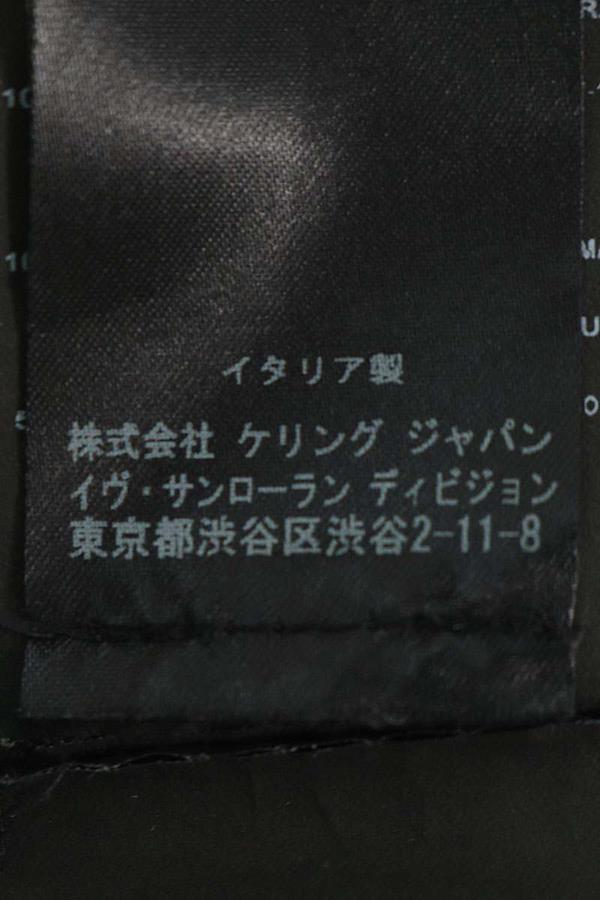 イタリア製
株式会社 ケリング ジャパン
イヴ・サンローラン ディビジョン
東京都渋谷区渋谷2-11-8